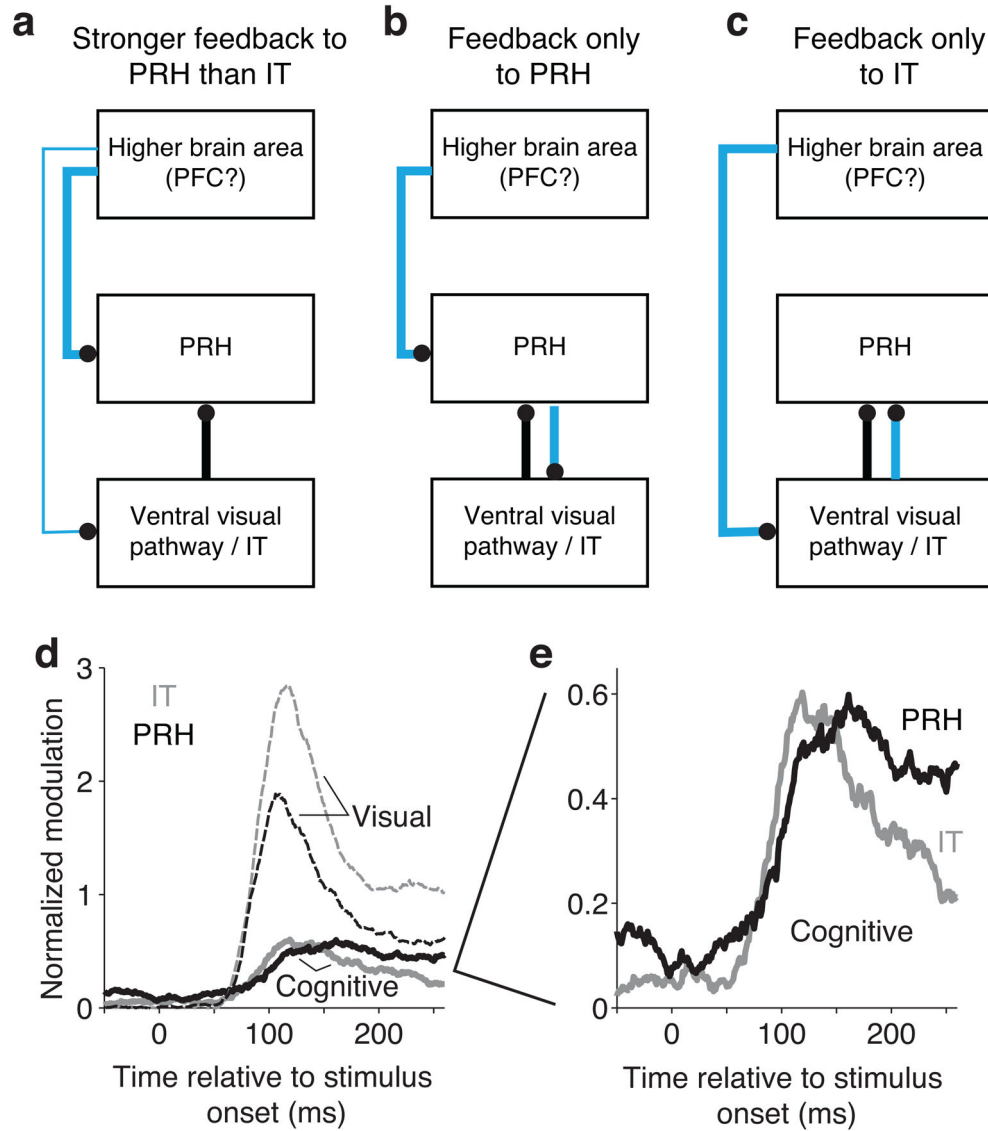 a
Stronger feedback to
PRH than IT
Higher brain area
(PFC?)
PRH
Ventral visual
pathway / IT
b
Feedback only
to PRH
Higher brain area
(PFC?)
PRH
Ventral visual
pathway / IT
c
Feedback only
to IT
Higher brain area
(PFC?)
PRH
Ventral visual
pathway / IT
d
Normalized modulation
3
2
1
0
IT
PRH
Visual
Cognitive
0
100
200
Time relative to stimulus
onset (ms)
e
0.6
0.4
0.2
0
PRH
IT
Cognitive
0
100
200
Time relative to stimulus
onset (ms)